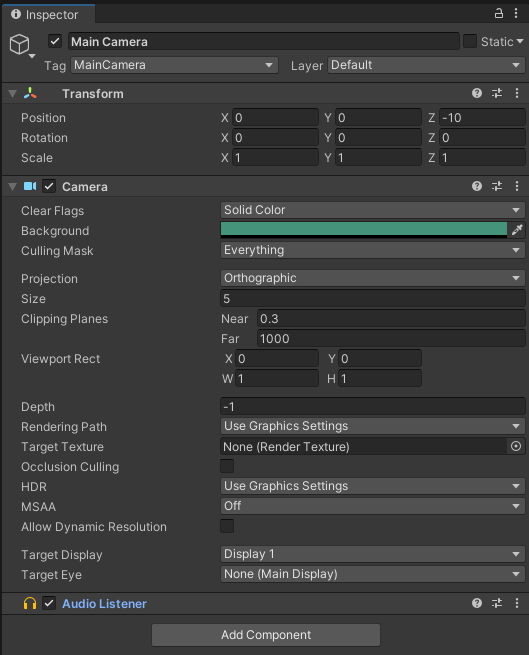 Inspector
Main Camera Static
Tag MainCamera Layer Default
Transform
Position X 0 Y 0 Z -10
Rotation X 0 Y 0 Z 0
Scale X 1 Y 1 Z 1
Camera
Clear Flags Solid Color
Background
Culling Mask Everything
Projection Orthographic
Size 5
Clipping Planes Near 0.3
Far 1000
Viewport Rect X 0 Y 0
W 1 H 1
Depth -1
Rendering Path Use Graphics Settings
Target Texture None (Render Texture)
Occlusion Culling
HDR Use Graphics Settings
MSAA Off
Allow Dynamic Resolution
Target Display Display 1
Target Eye None (Main Display)
Audio Listener
Add Component